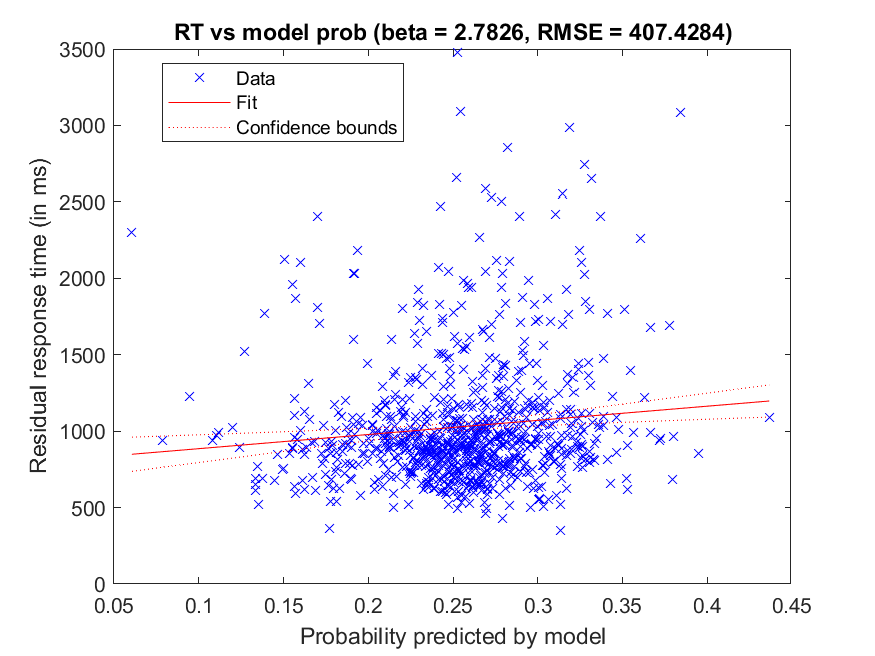 RT vs model prob (beta = 2.7826, RMSE = 407.4284)
Data
Fit
Confidence bounds
Residual response time (in ms)
3500
3000
2500
2000
1500
1000
500
0
0.05 0.1 0.15 0.2 0.25 0.3 0.35 0.4 0.45
Probability predicted by model